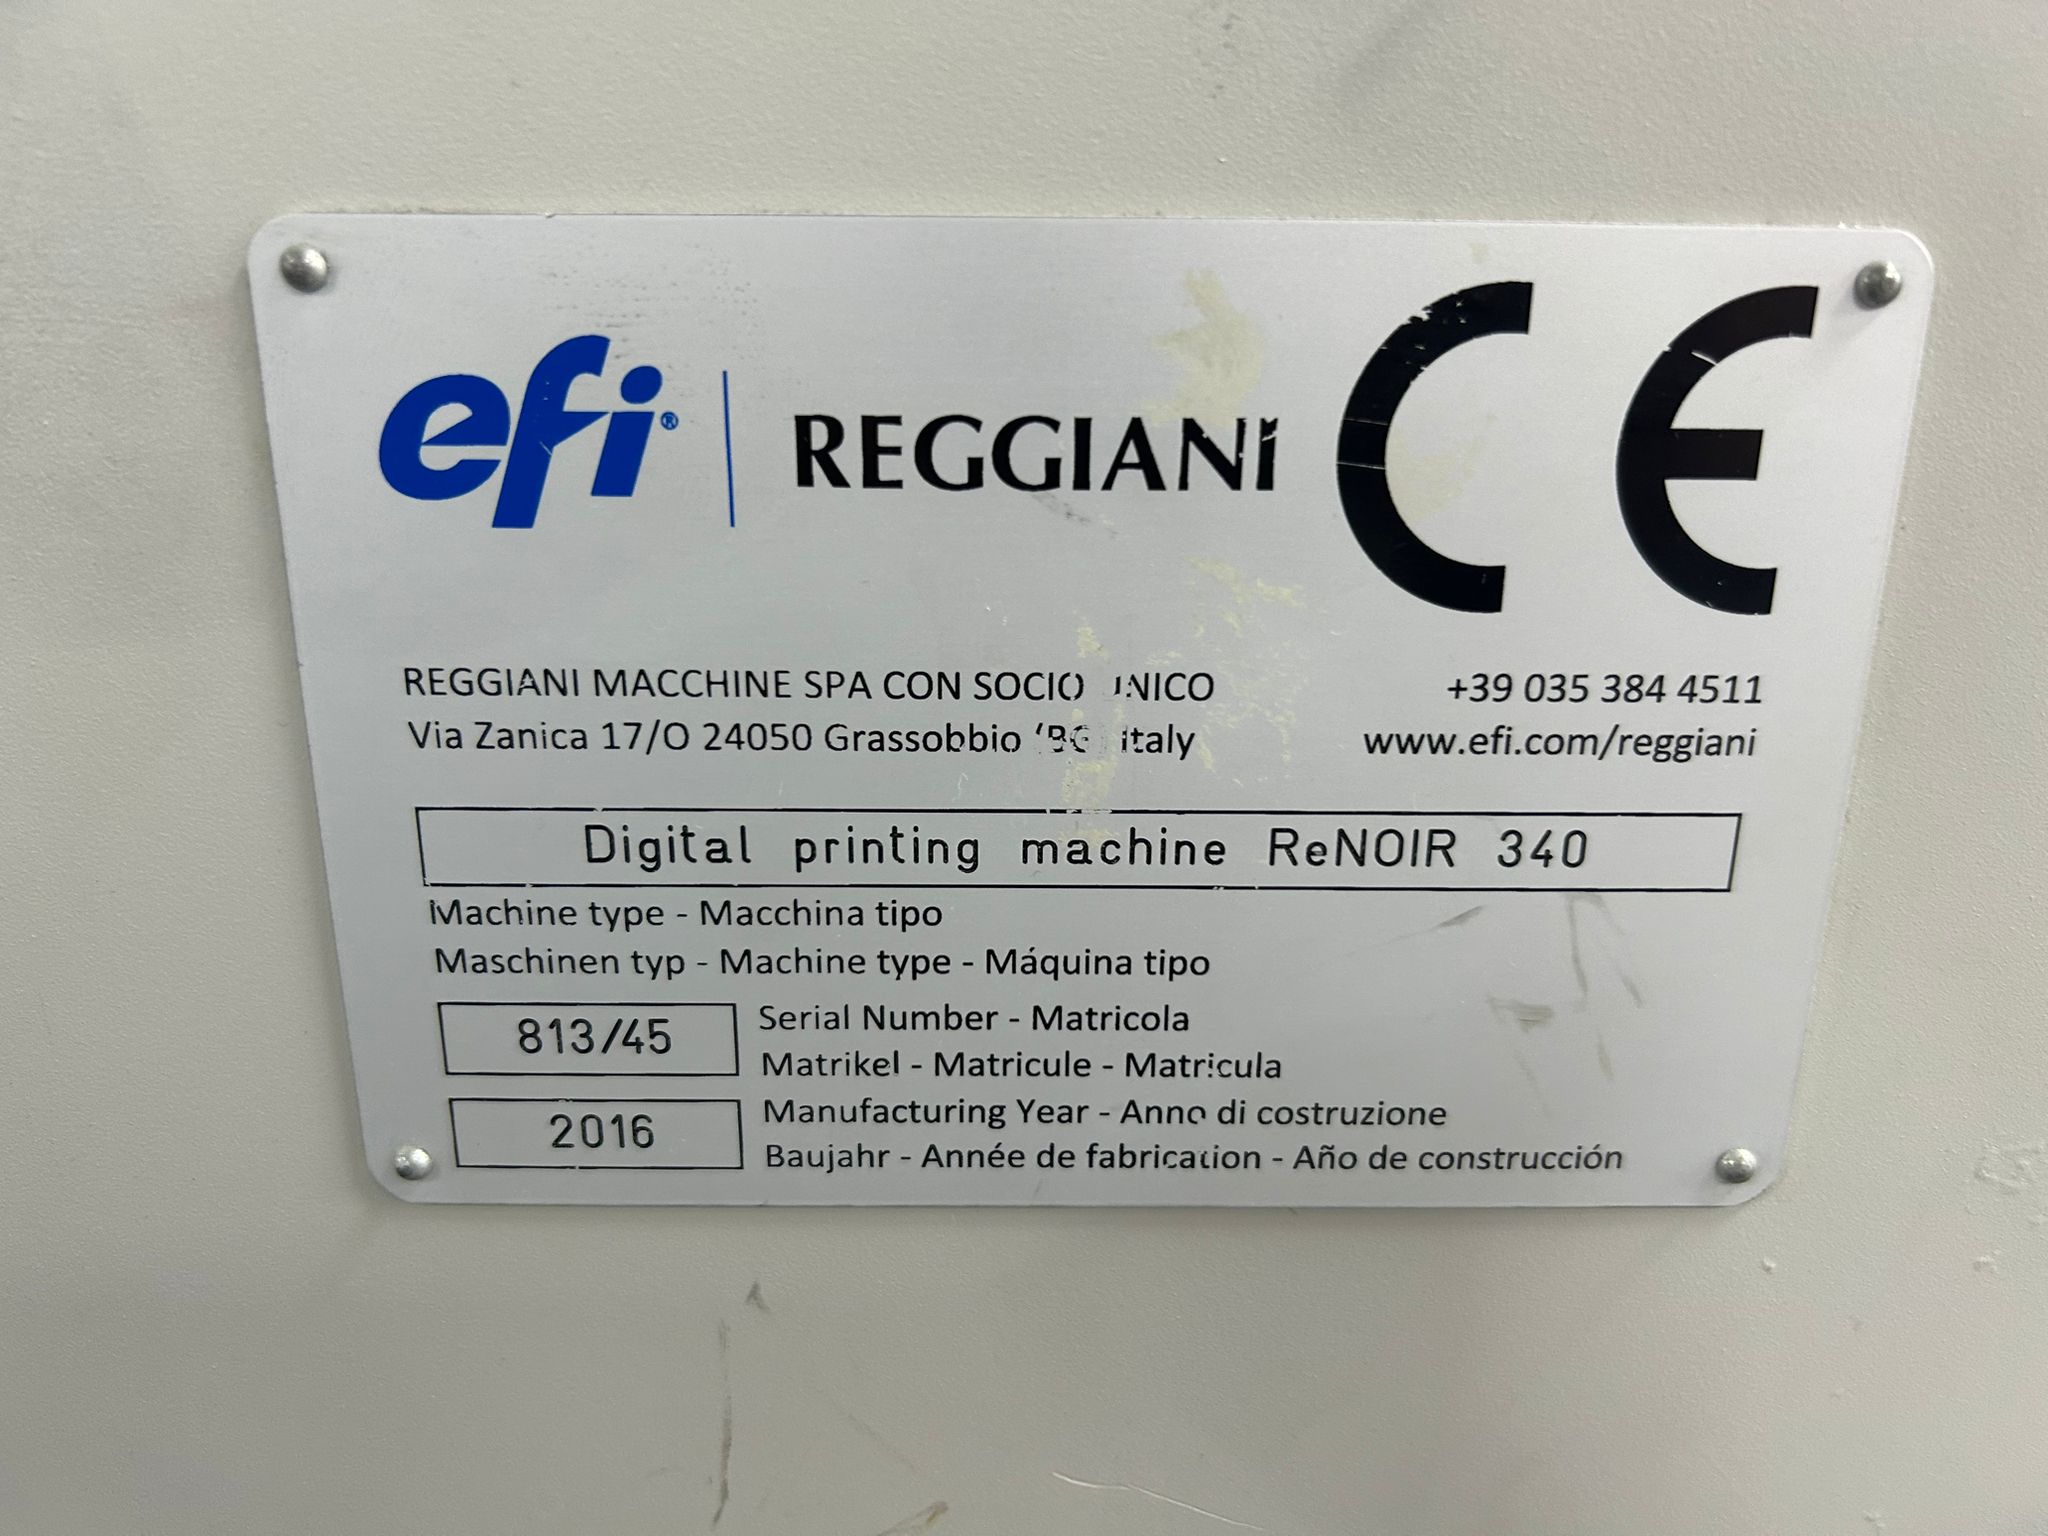 efi® REGGIANI CE
REGGIANI MACCHINE SPA CON SOCIO UNICO
+39 035 384 4511
Via Zanica 17/O 24050 Grassobbio (BG) Italy
www.efi.com/reggiani
Digital printing machine ReNOIR 340
Machine type - Macchina tipo
Maschinen typ - Machine type - Máquina tipo
813/45
Serial Number - Matricola
Matrikel - Matricule - Matricula
2016
Manufacturing Year - Anno di costruzione
Baujahr - Année de fabrication - Año de construcción